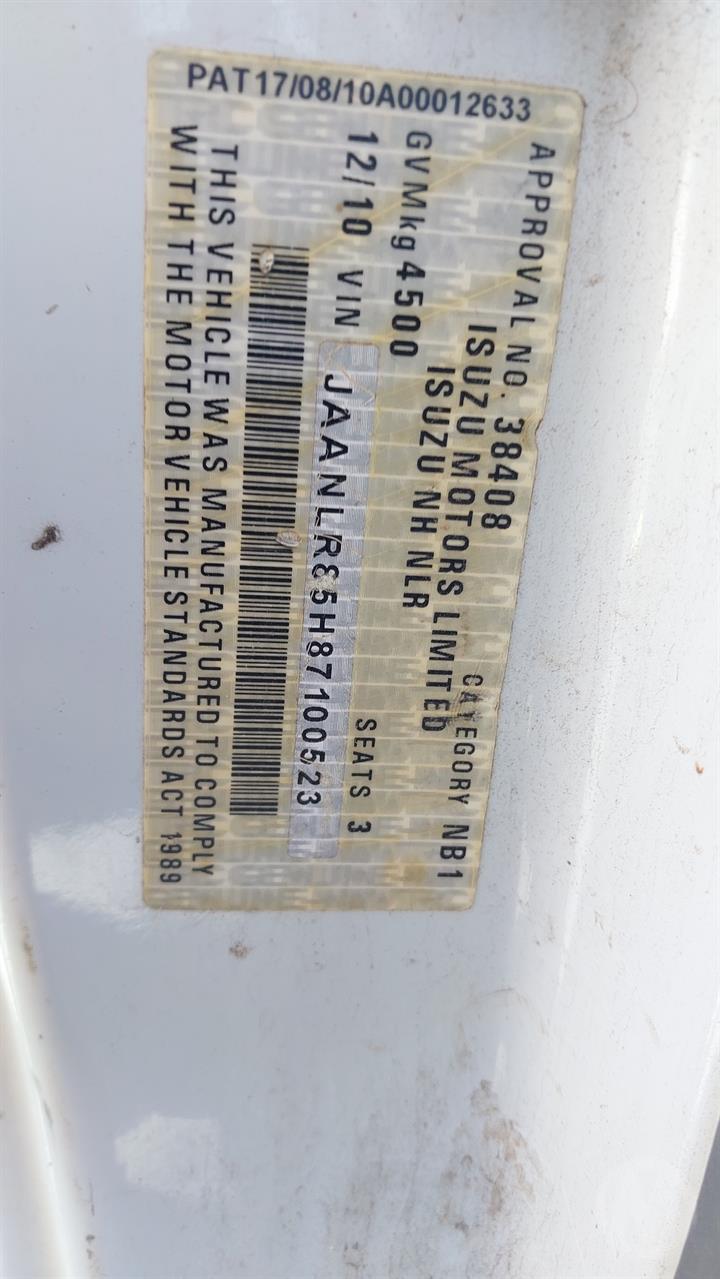 PAT17/08/10A00012633
APPROVAL NO. 38408 CATEGORY NB1
ISUZU MOTORS LIMITED
ISUZU NH NLR
GVMkg 4500 SEATS 3
12/10 VIN JAANLR85H87100523
THIS VEHICLE WAS MANUFACTURED TO COMPLY
WITH THE MOTOR VEHICLE STANDARDS ACT 1989